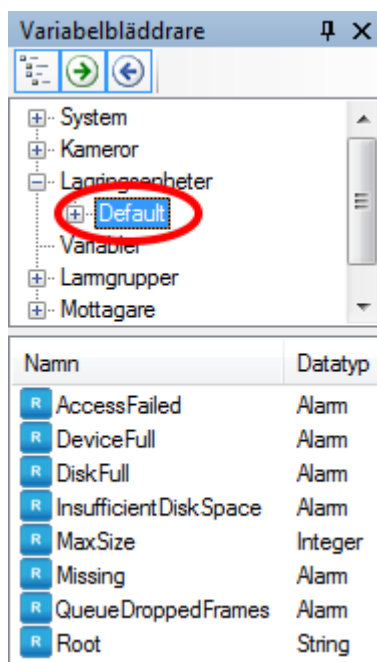 Variabelbläddrare
System
Kameror
Lagringsenheter
Default
Variabler
Larmgrupper
Mottagare
Namn Datatyp
R AccessFailed Alarm
R DeviceFull Alarm
R DiskFull Alarm
R InsufficientDiskSpace Alarm
R MaxSize Integer
R Missing Alarm
R QueueDroppedFrames Alarm
R Root String